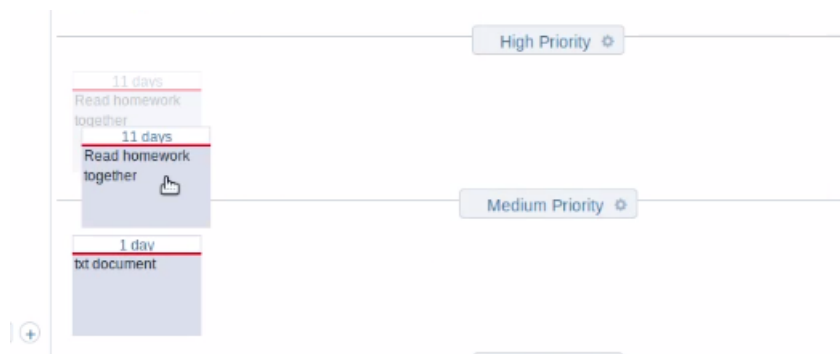 High Priority
11 days
Read homework
together
11 days
Read homework
together
Medium Priority
1 day
txt document
+